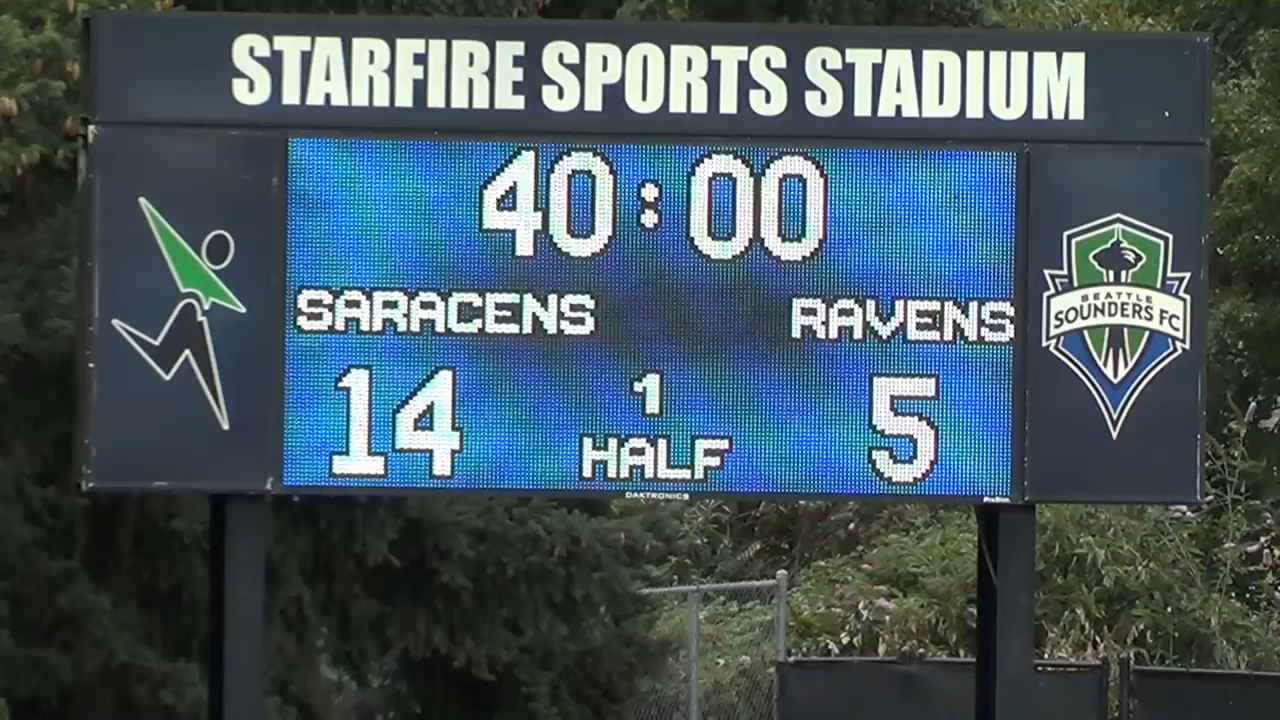 STARFIRE SPORTS STADIUM
40:00
SARACENS RAVENS
14 1 5
HALF
DAKTRONICS
SEATTLE
SOUNDERS FC